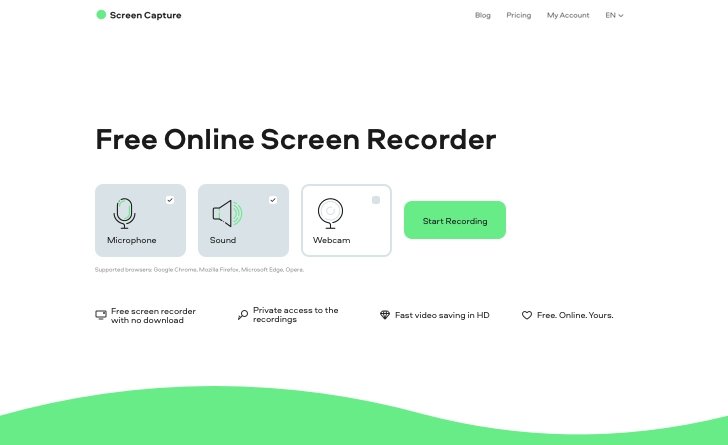 Screen Capture
Blog Pricing My Account EN
Free Online Screen Recorder
Microphone
Sound
Webcam
Start Recording
Supported browsers: Google Chrome, Mozilla Firefox, Microsoft Edge, Opera.
Free screen recorder
with no download
Private access to the
recordings
Fast video saving in HD
Free. Online. Yours.